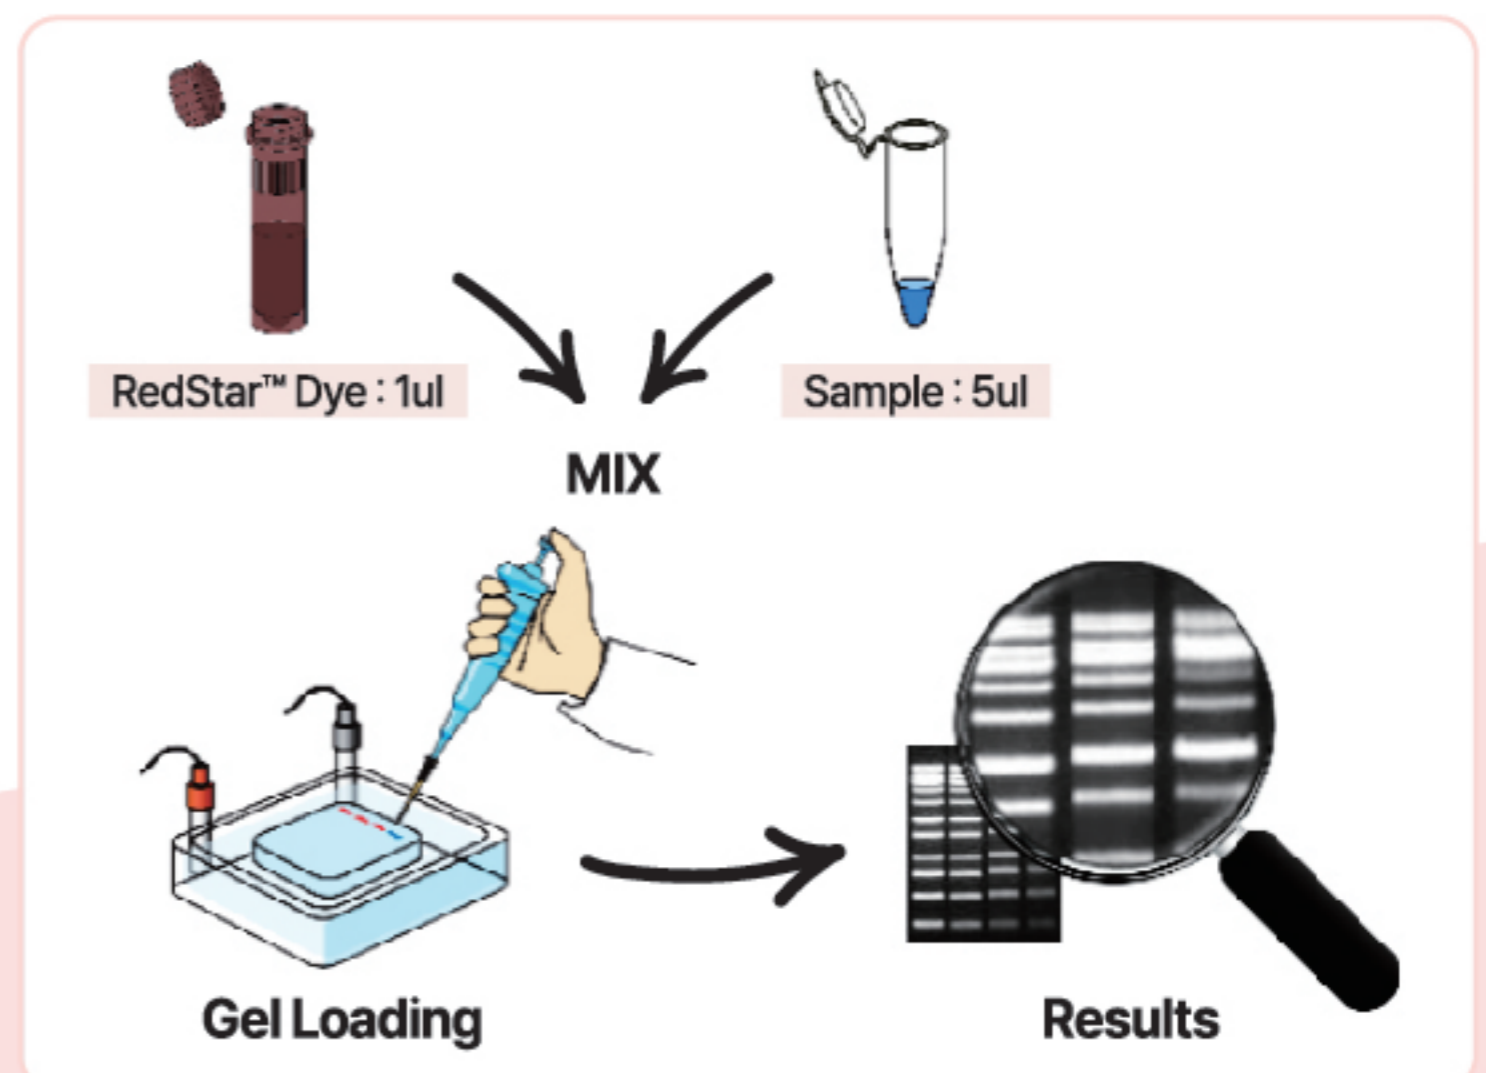 RedStar™ Dye : 1ul
Sample : 5ul
MIX
Gel Loading
Results